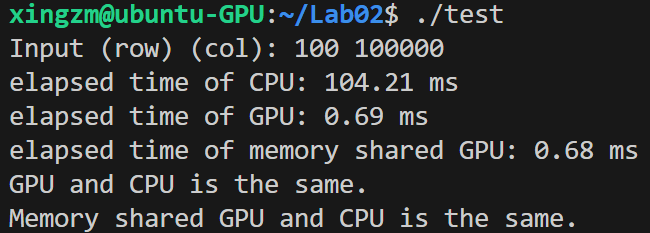 xingzm@ubuntu-GPU:~/Lab02$ ./test
Input (row) (col): 100 100000
elapsed time of CPU: 104.21 ms
elapsed time of GPU: 0.69 ms
elapsed time of memory shared GPU: 0.68 ms
GPU and CPU is the same.
Memory shared GPU and CPU is the same.